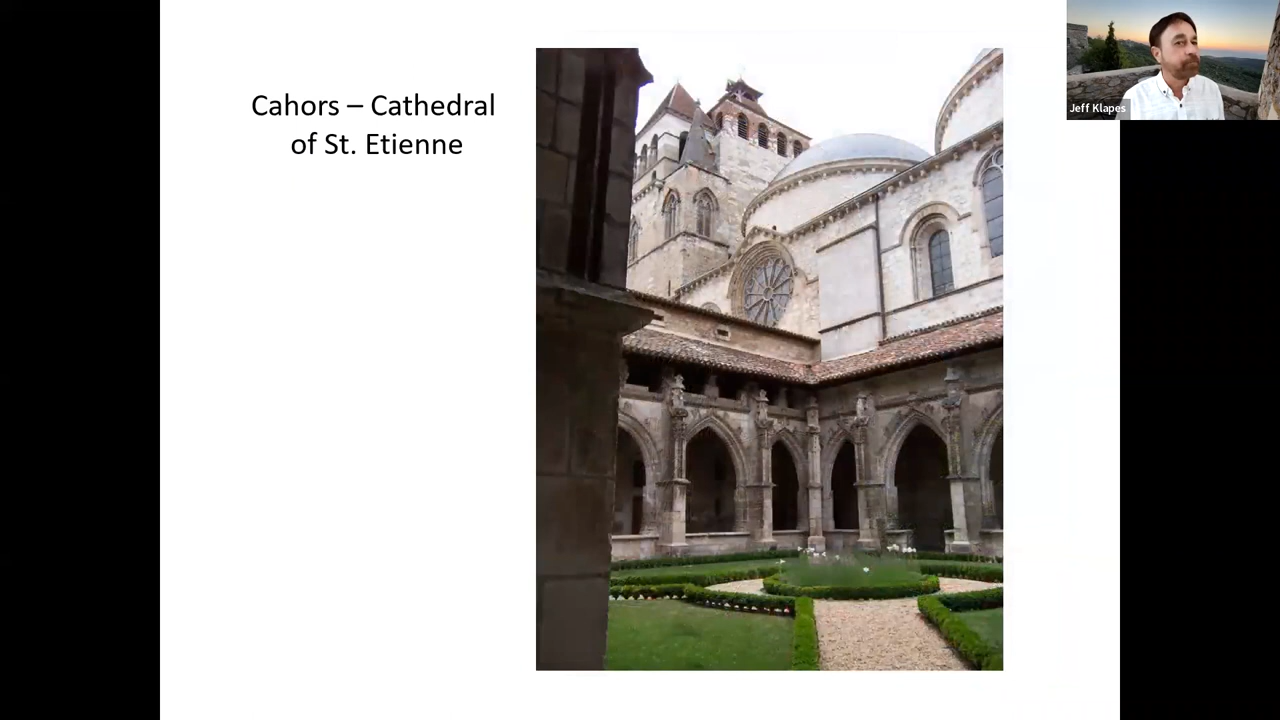 Cahors – Cathedral
of St. Etienne
Jeff Klapes